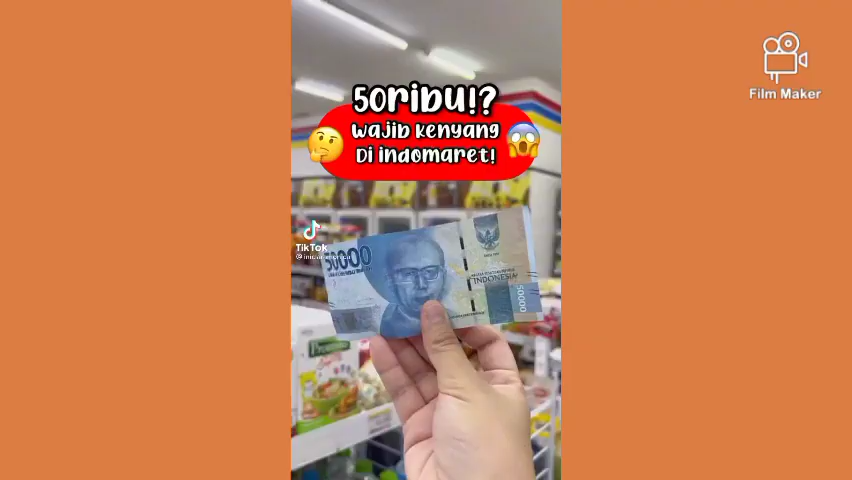 50ribu!?
wajib kenyang
Di indomaret!
Film Maker
TikTok
50000
INDONESIA
50000